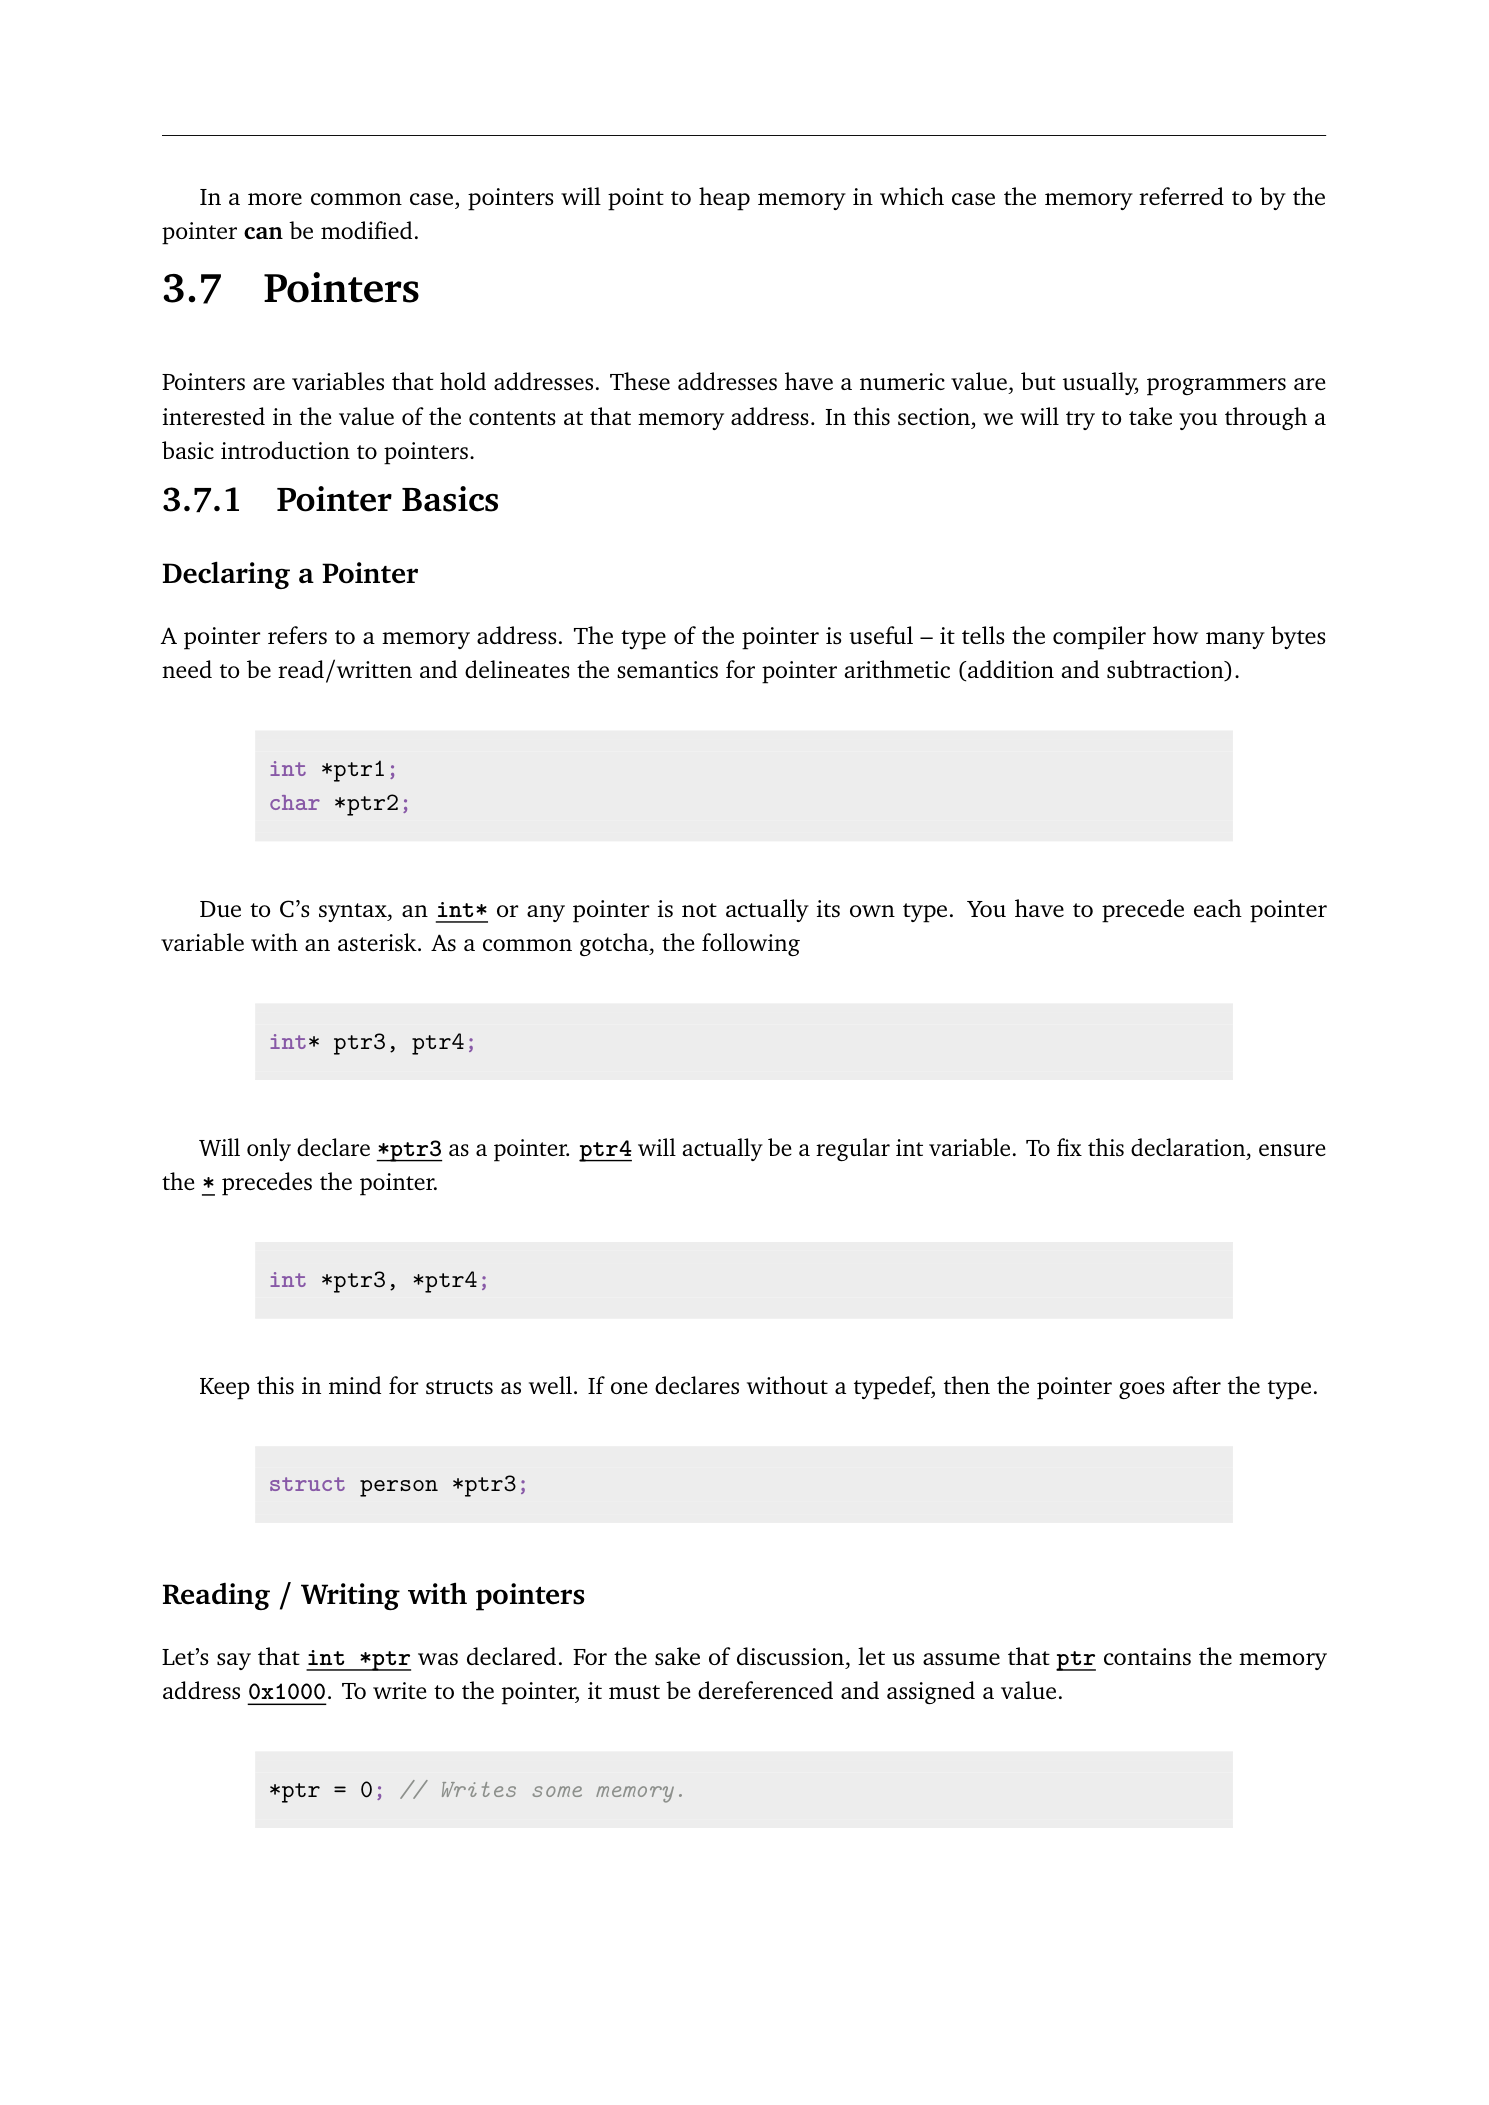 In a more common case, pointers will point to heap memory in which case the memory referred to by the
pointer can be modified.
3.7 Pointers
Pointers are variables that hold addresses. These addresses have a numeric value, but usually, programmers are
interested in the value of the contents at that memory address. In this section, we will try to take you through a
basic introduction to pointers.
3.7.1 Pointer Basics
Declaring a Pointer
A pointer refers to a memory address. The type of the pointer is useful – it tells the compiler how many bytes
need to be read/written and delineates the semantics for pointer arithmetic (addition and subtraction).
int *ptr1;
char *ptr2;
Due to C’s syntax, an int* or any pointer is not actually its own type. You have to precede each pointer
variable with an asterisk. As a common gotcha, the following
int* ptr3, ptr4;
Will only declare *ptr3 as a pointer. ptr4 will actually be a regular int variable. To fix this declaration, ensure
the * precedes the pointer.
int *ptr3, *ptr4;
Keep this in mind for structs as well. If one declares without a typedef, then the pointer goes after the type.
struct person *ptr3;
Reading / Writing with pointers
Let’s say that int *ptr was declared. For the sake of discussion, let us assume that ptr contains the memory
address 0x1000. To write to the pointer, it must be dereferenced and assigned a value.
*ptr = 0; // Writes some memory.